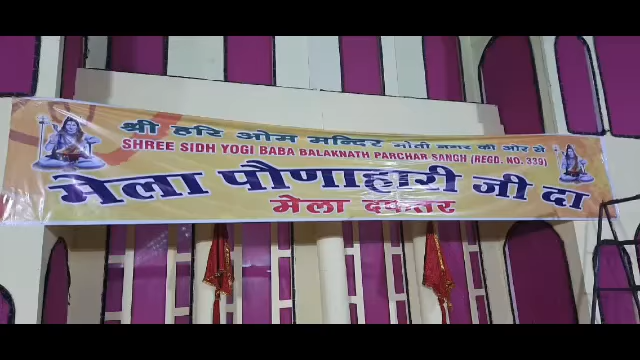 श्री हरि ओम मन्दिर मोती नगर की ओर से
SHREE SIDH YOGI BABA BALAKNATH PARCHAR SANGH (REGD. NO. 339)
मेला पौणाहारी जी दा
मेला दफ्तर